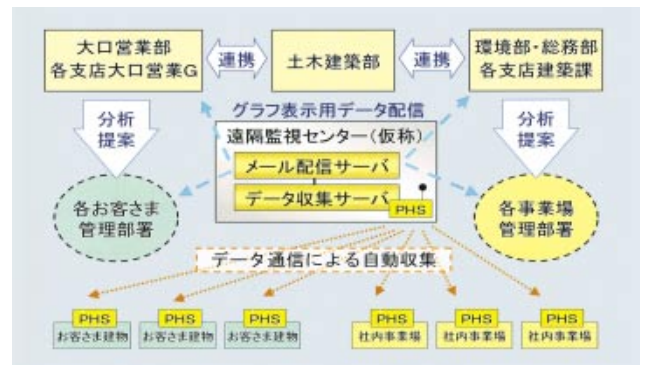 大口営業部
各支店大口営業G
連携
土木建築部
連携
環境部・総務部
各支店建築課
グラフ表示用データ配信
分析
提案
遠隔監視センター(仮称)
メール配信サーバ
データ収集サーバ
PHS
分析
提案
各お客さま
管理部署
各事業場
管理部署
データ通信による自動収集
PHS
お客さま建物
PHS
お客さま建物
PHS
お客さま建物
PHS
社内事業場
PHS
社内事業場
PHS
社内事業場